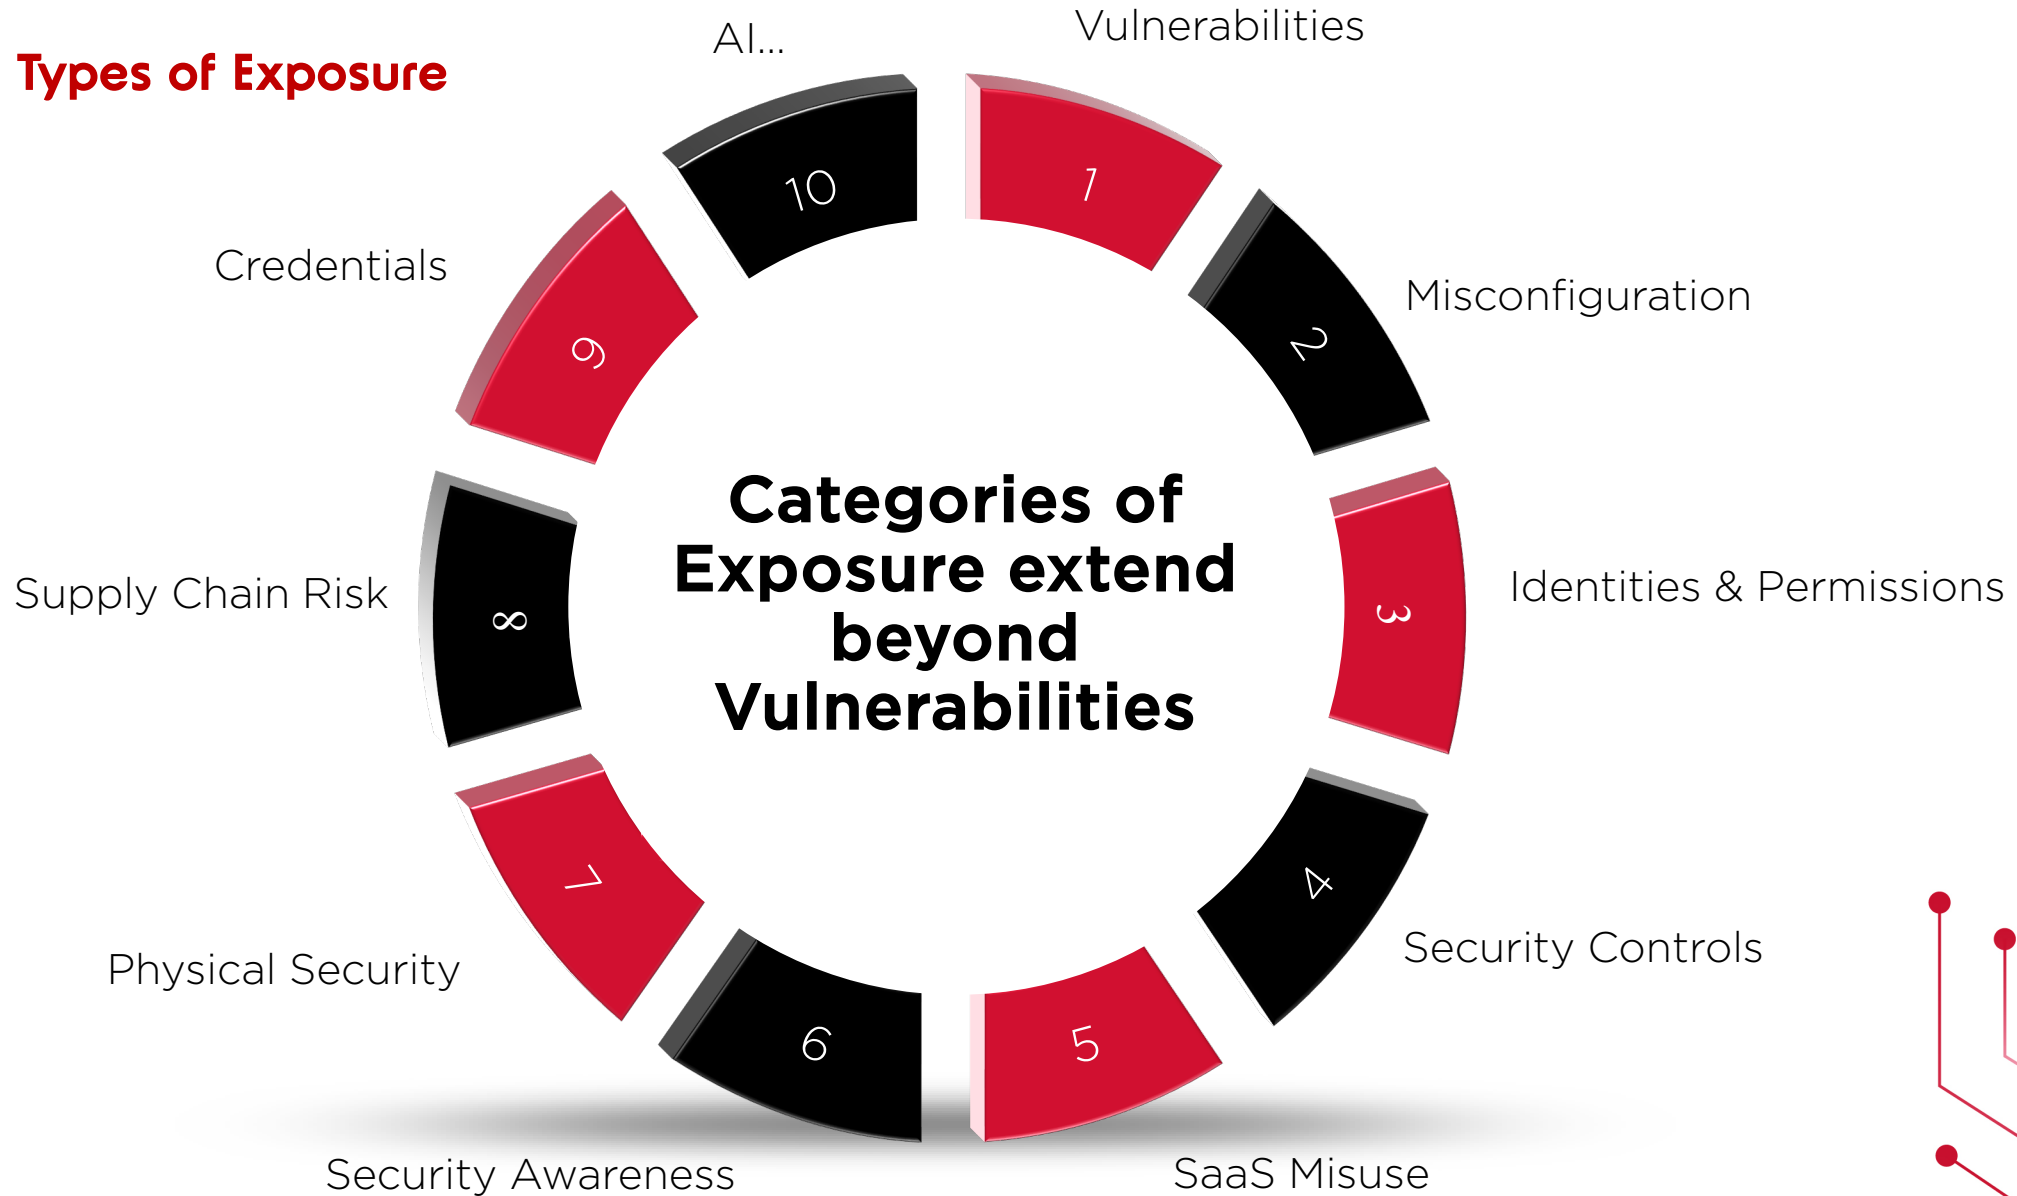 Types of Exposure
AI...
Vulnerabilities
10
1
Credentials
9
2
Misconfiguration
Categories of
Exposure extend
beyond
Vulnerabilities
Supply Chain Risk
8
3
Identities & Permissions
7
4
Physical Security
Security Controls
6
5
Security Awareness
SaaS Misuse